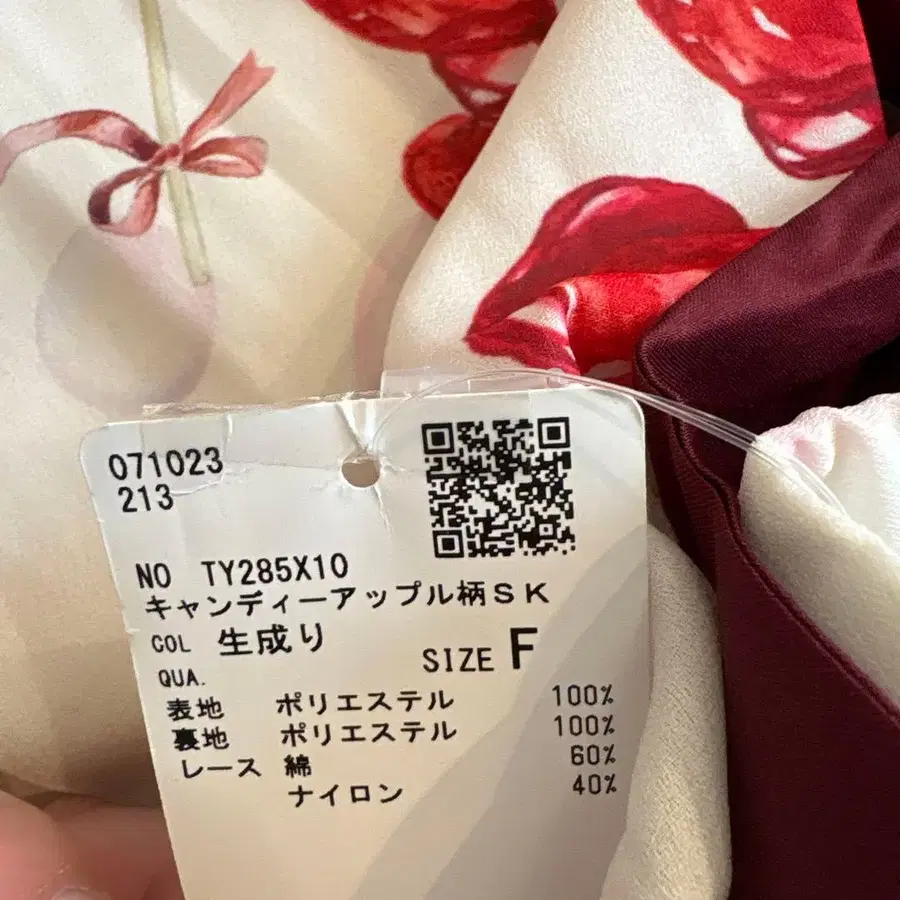 071023
213
NO TY285X10
キャンディーアップル柄SK
COL 生成り
SIZE F
QUA.
表地 ポリエステル 100%
裏地 ポリエステル 100%
レース 綿 60%
ナイロン 40%